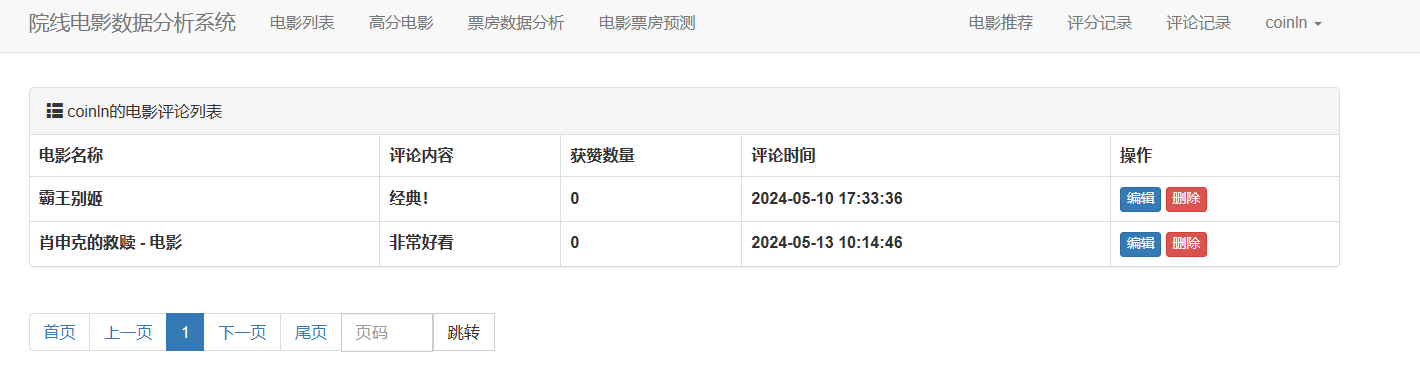 院线电影数据分析系统 电影列表 高分电影 票房数据分析 电影票房预测 电影推荐 评分记录 评论记录 coinln
coinln的电影评论列表
电影名称 评论内容 获赞数量 评论时间 操作
霸王别姬 经典! 0 2024-05-10 17:33:36 编辑 删除
肖申克的救赎 - 电影 非常好看 0 2024-05-13 10:14:46 编辑 删除
首页 上一页 1 下一页 尾页 页码 跳转